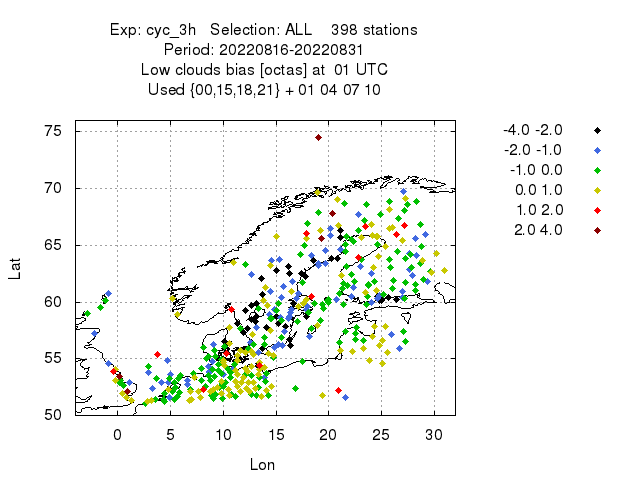 Exp: cyc_3h Selection: ALL 398 stations
Period: 20220816-20220831
Low clouds bias [octas] at 01 UTC
Used {00,15,18,21} + 01 04 07 10
-4.0 -2.0
-2.0 -1.0
-1.0 0.0
0.0 1.0
1.0 2.0
2.0 4.0
75
70
65
60
55
50
Lat
0 5 10 15 20 25 30
Lon